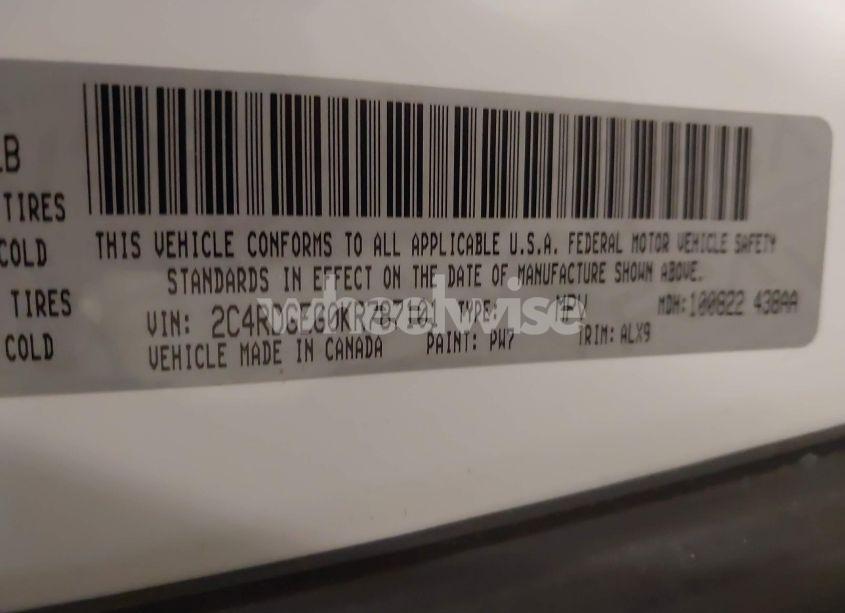 LB
TIRES
COLD
TIRES
COLD
THIS VEHICLE CONFORMS TO ALL APPLICABLE U.S.A. FEDERAL MOTOR VEHICLE SAFETY
STANDARDS IN EFFECT ON THE DATE OF MANUFACTURE SHOWN ABOVE.
VIN: 2C4RDGEG0KR787101 TYPE: MPV MDH: 100822 438AA
VEHICLE MADE IN CANADA PAINT: PW7 TRIM: ALX9
wheelwise